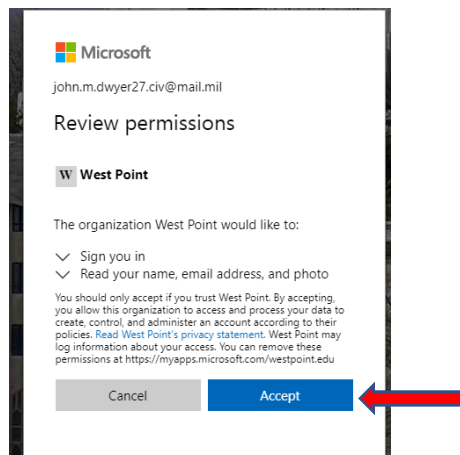 Microsoft
john.m.dwyer27.civ@mail.mil
Review permissions
W West Point
The organization West Point would like to:
Sign you in
Read your name, email address, and photo
You should only accept if you trust West Point. By accepting,
you allow this organization to access and process your data to
create, control, and administer an account according to their
policies. Read West Point's privacy statement. West Point may
log information about your access. You can remove these
permissions at https://myapps.microsoft.com/westpoint.edu
Cancel Accept